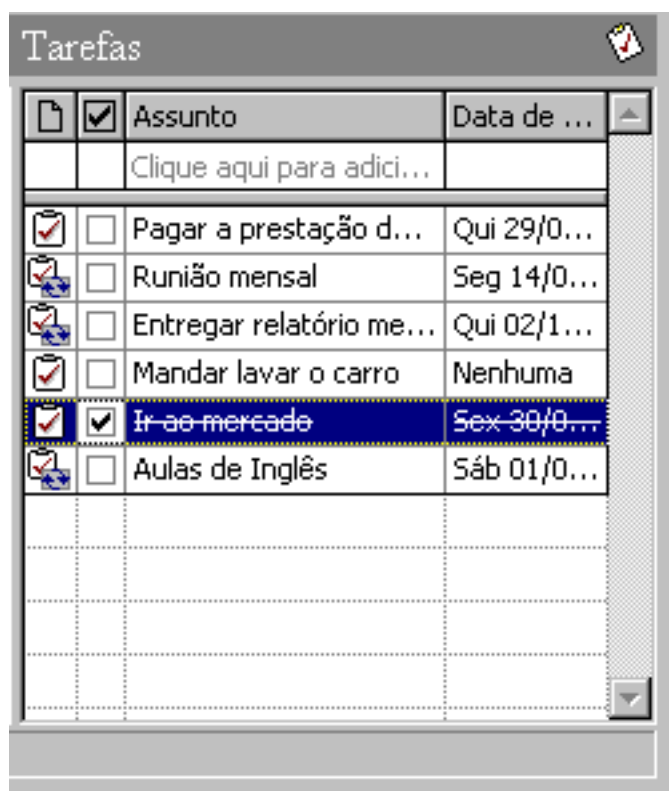 Tarefas
Assunto Data de ...
Clique aqui para adici...
Pagar a prestação d... Qui 29/0...
Runião mensal Seg 14/0...
Entregar relatório me... Qui 02/1...
Mandar lavar o carro Nenhuma
Ir ao mercado Sex 30/0...
Aulas de Inglês Sáb 01/0...